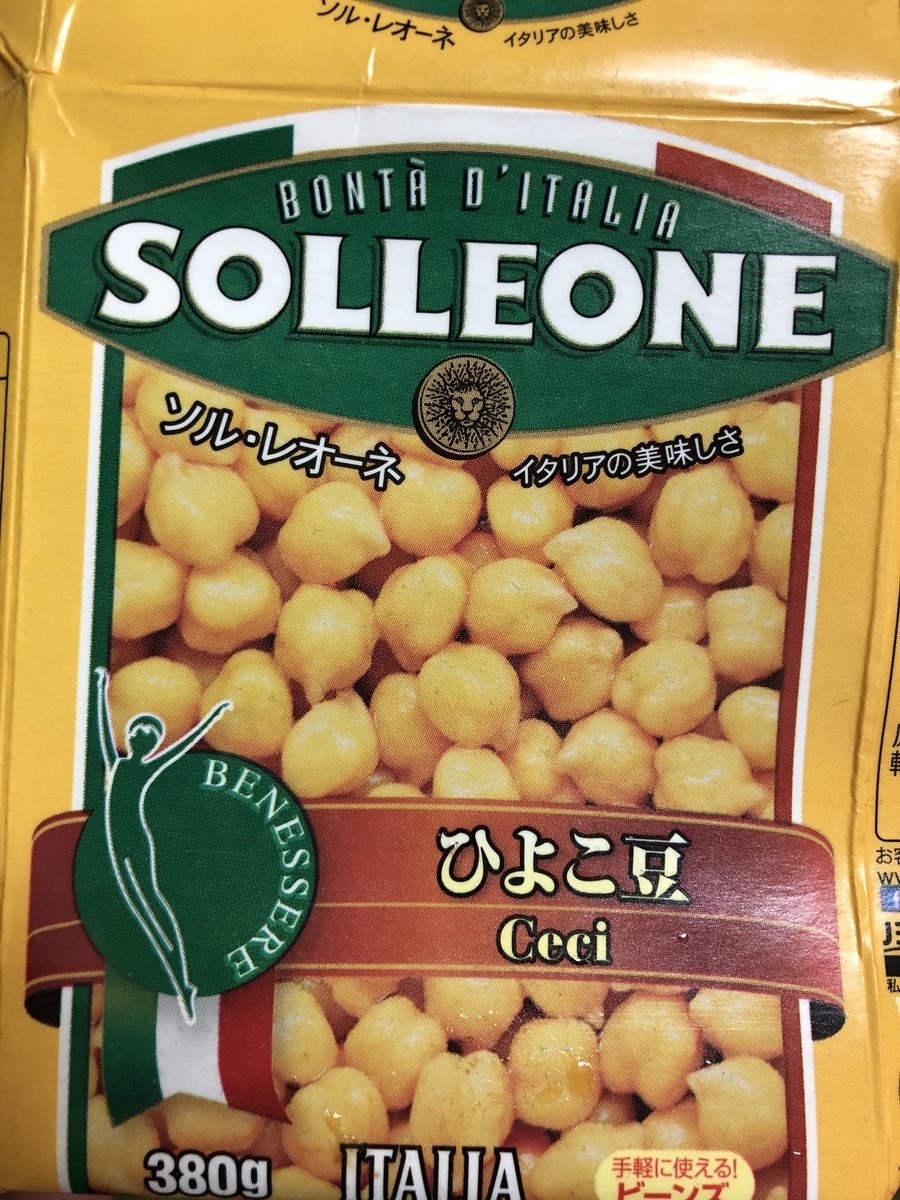 ソル・レオーネ
イタリアの美味しさ
BONTÀ D'ITALIA
SOLLEONE
ソル・レオーネ
イタリアの美味しさ
BENESSERE
ひよこ豆
Ceci
380g
ITALIA
手軽に使える!
ビーンズ